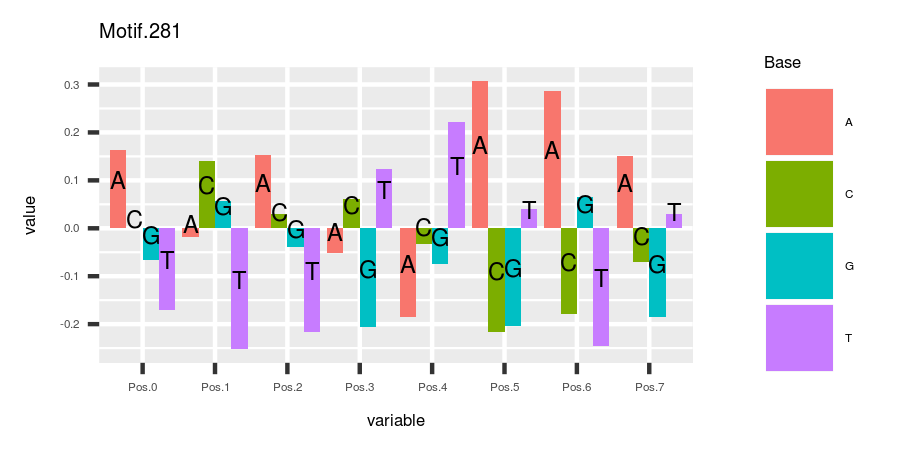 Motif.281
Base
value
0.3
0.2
0.1
0.0
-0.1
-0.2
A C G T
A C G T
A C G T
A C G T
A C G T
A C G T
A C G T
A C G T
Pos.0 Pos.1 Pos.2 Pos.3 Pos.4 Pos.5 Pos.6 Pos.7
variable
A
C
G
T